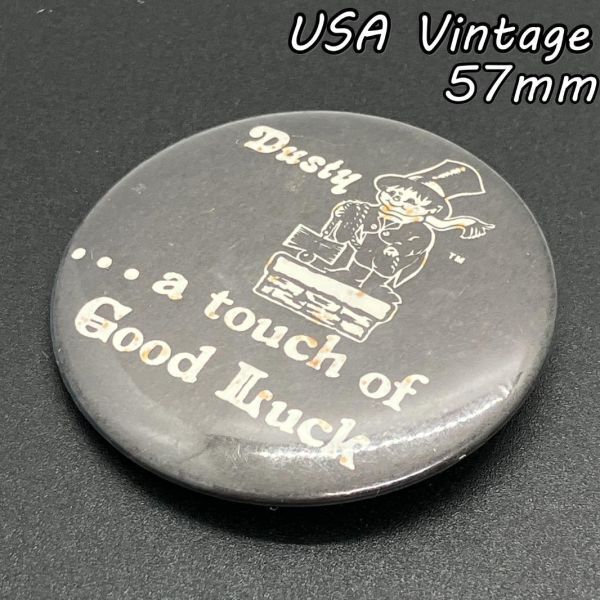 USA Vintage
57mm
Dusty
TM
...a touch of
Good Luck